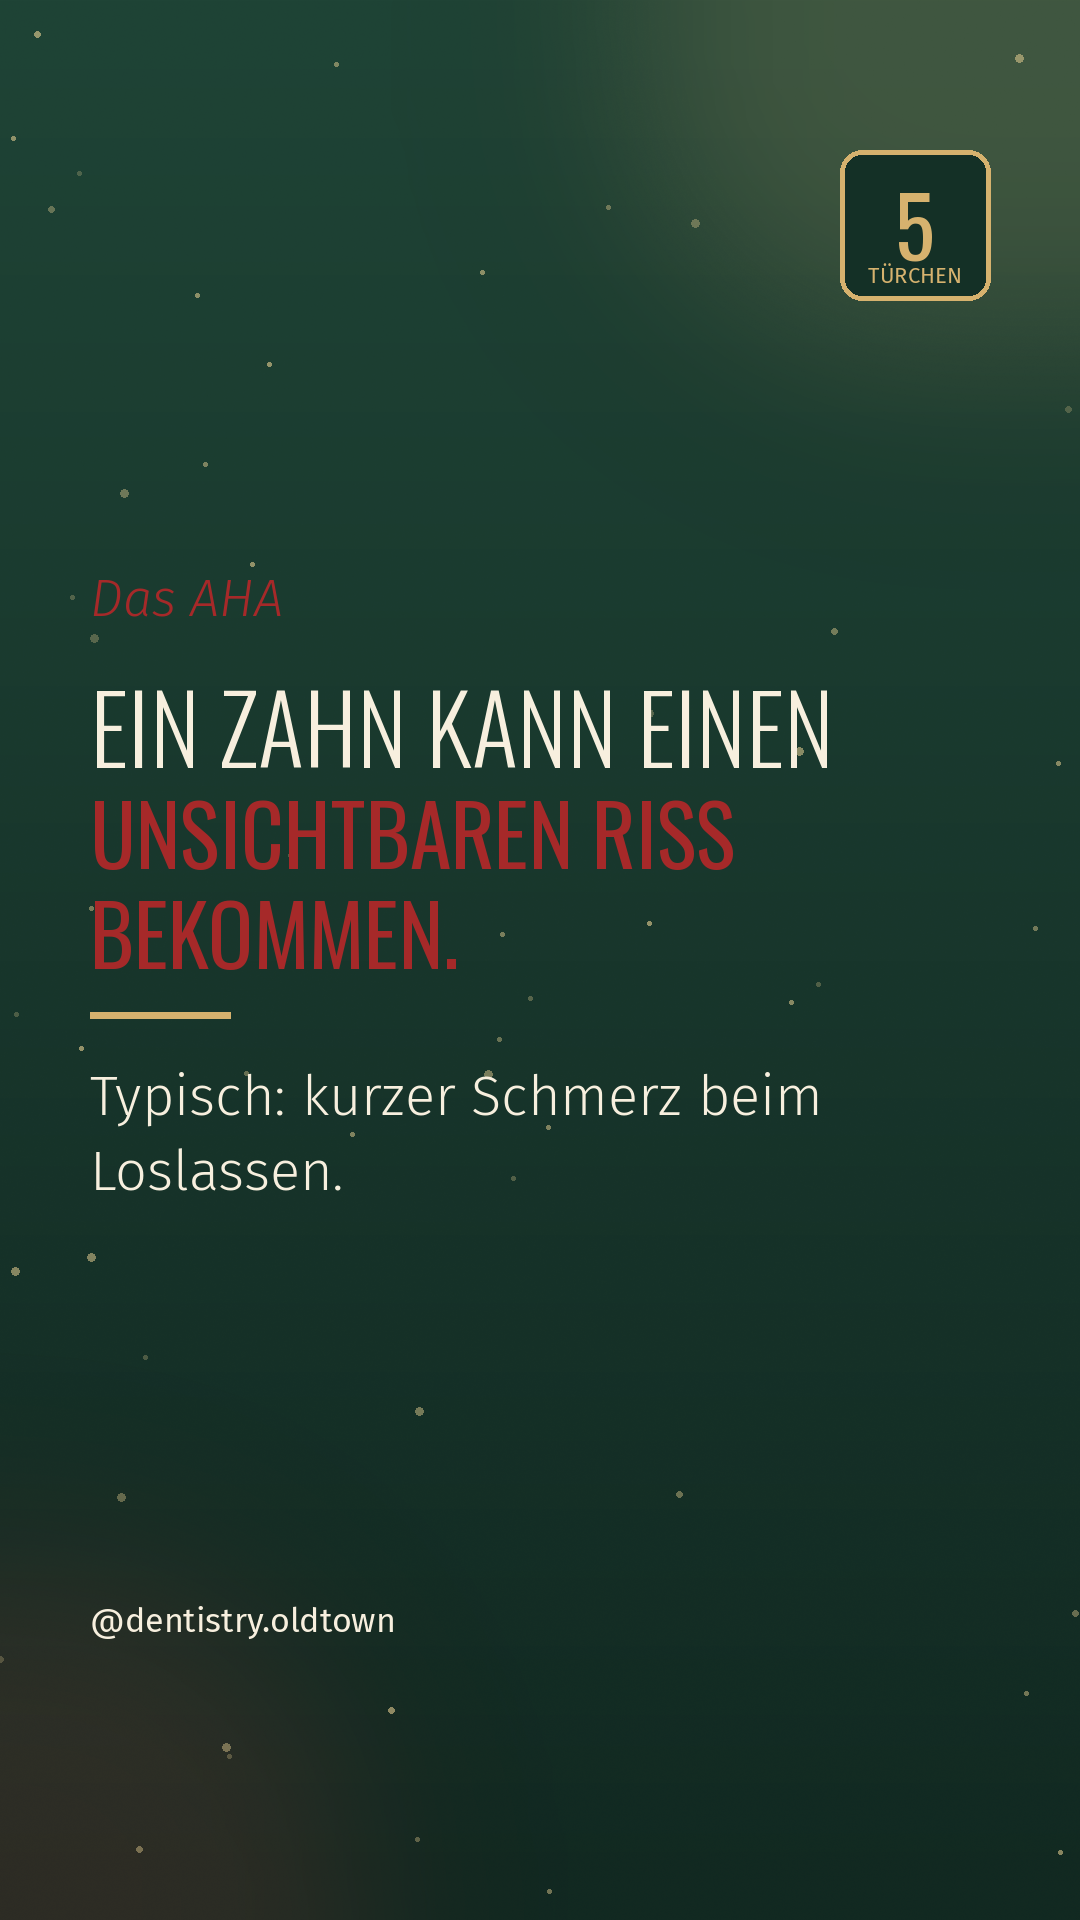 5
TÜRCHEN
Das AHA
EIN ZAHN KANN EINEN
UNSICHTBAREN RISS
BEKOMMEN.
Typisch: kurzer Schmerz beim
Loslassen.
@dentistry.oldtown